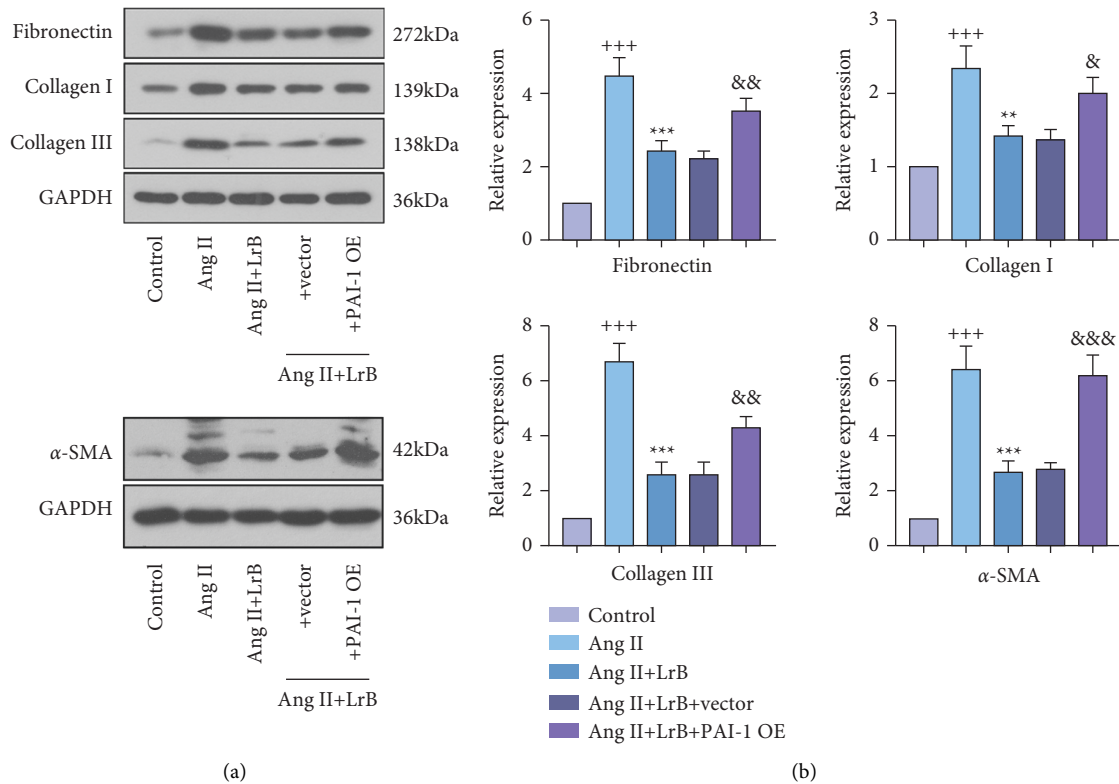 Fibronectin
272kDa
Collagen I
139kDa
Collagen III
138kDa
GAPDH
36kDa
Control
Ang II
Ang II+LrB
+vector
+PAI-1 OE
Ang II+LrB
α-SMA
42kDa
GAPDH
36kDa
Control
Ang II
Ang II+LrB
+vector
+PAI-1 OE
Ang II+LrB
(a)
Relative expression
6
4
2
0
+++
***
&&
Fibronectin
Relative expression
3
2
1
0
+++
**
&
Collagen I
Relative expression
8
6
4
2
0
+++
***
&&
Collagen III
Relative expression
8
6
4
2
0
+++
***
&&&
α-SMA
Control
Ang II
Ang II+LrB
Ang II+LrB+vector
Ang II+LrB+PAI-1 OE
(b)